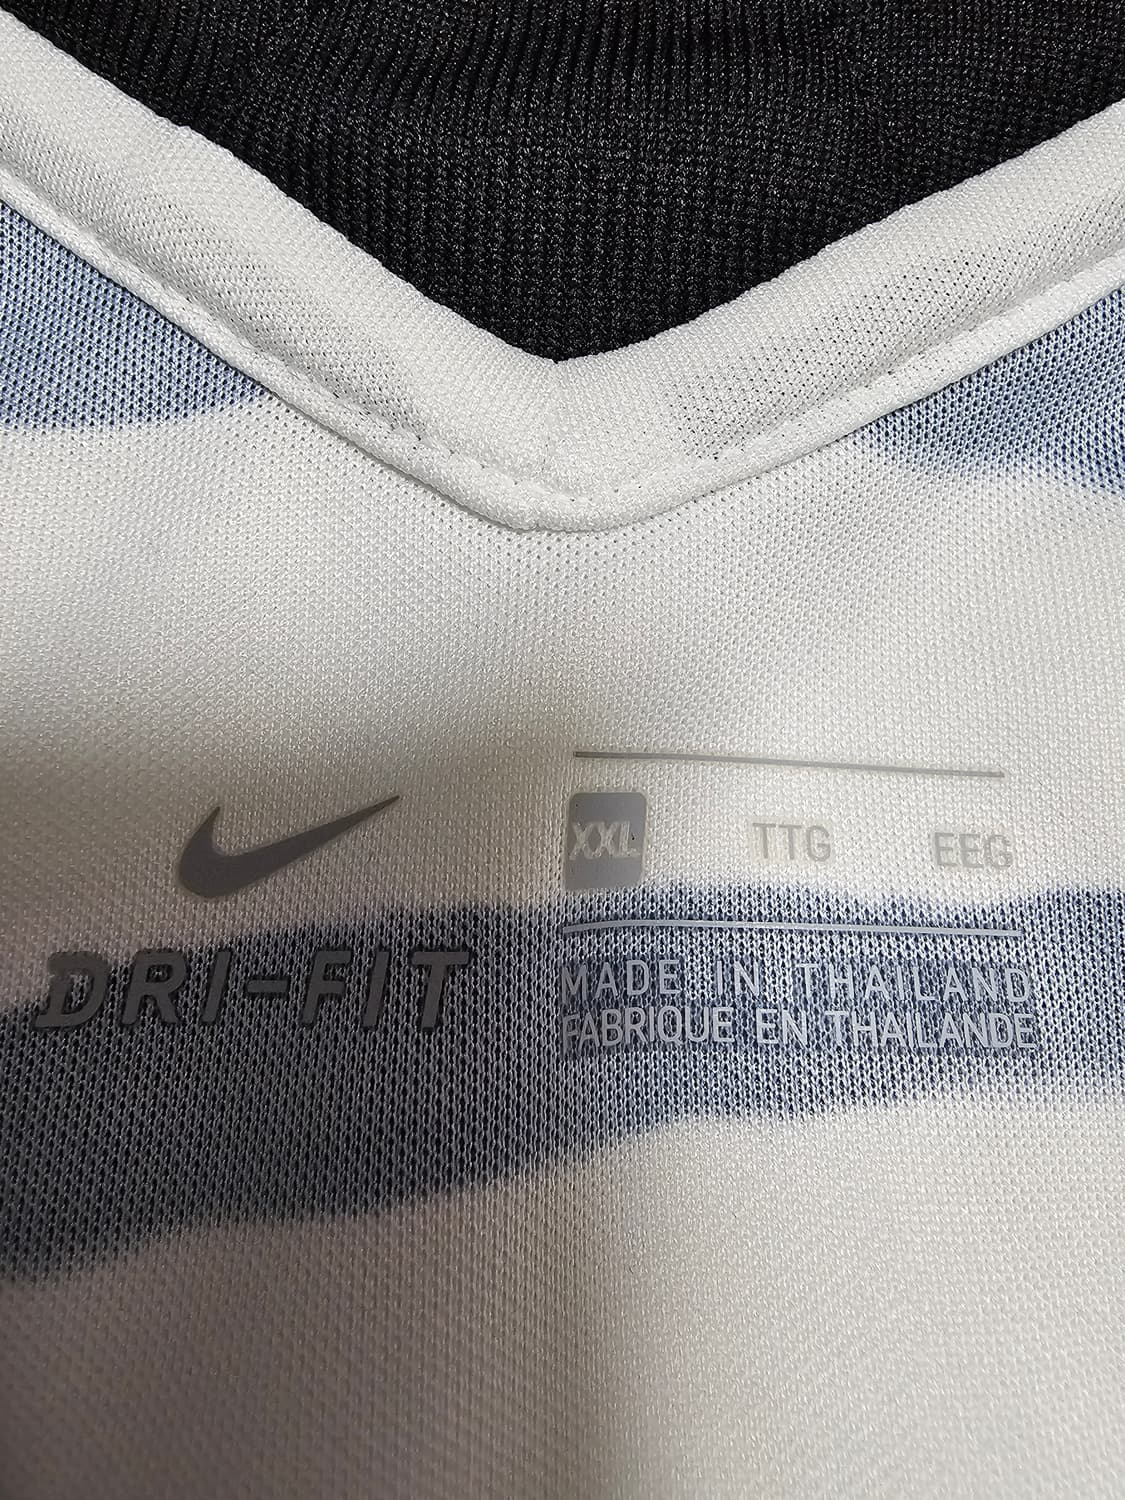 XXL TTG EEG
DRI-FIT
MADE IN THAILAND
FABRIQUE EN THAILANDE